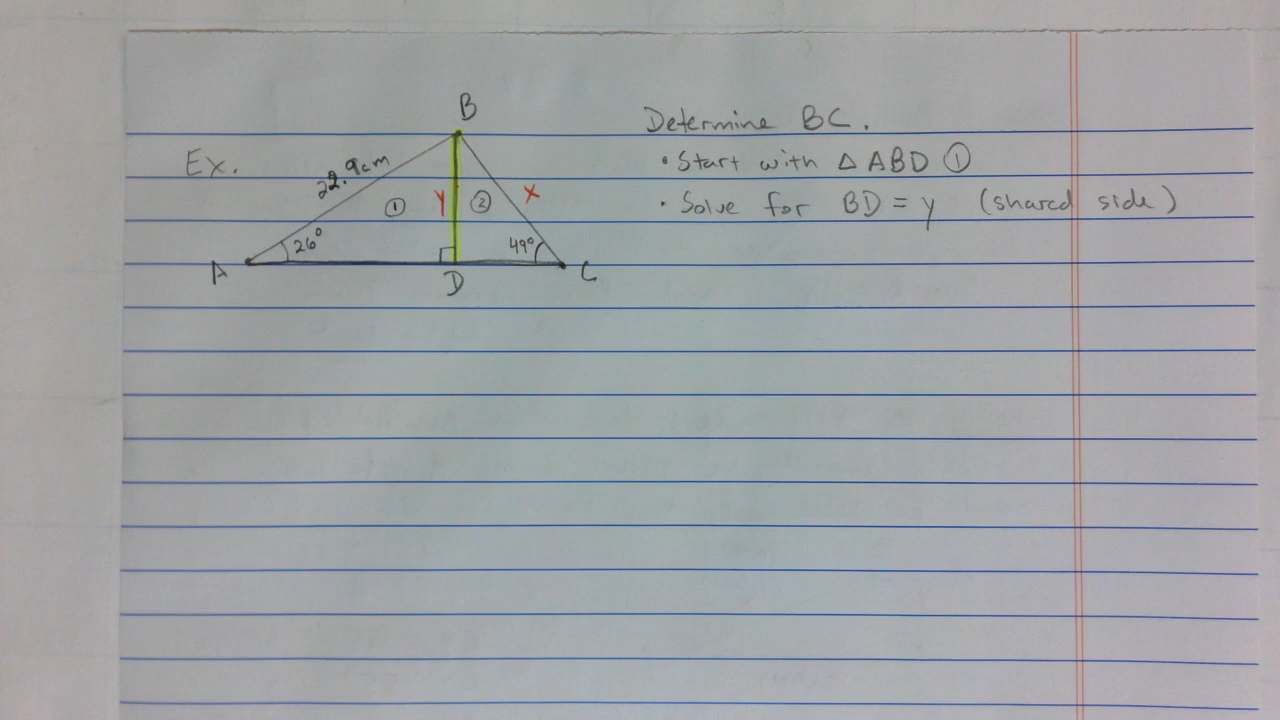 B
Determine BC.
Ex.
22.9cm
• Start with △ABD ①
① y ② x
• Solve for BD = y (shared side)
26° 49°
A D C